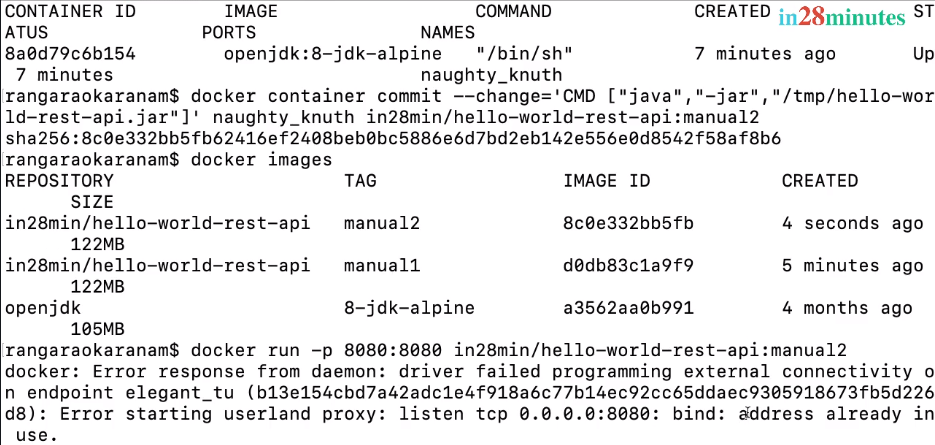 in28minutes
CONTAINER ID        IMAGE                  COMMAND             CREATED             ST
ATUS              PORTS               NAMES
8a0d79c6b154        openjdk:8-jdk-alpine   "/bin/sh"           7 minutes ago       Up
 7 minutes                            naughty_knuth
[rangaraokaranam$ docker container commit --change='CMD ["java","-jar","/tmp/hello-wor
ld-rest-api.jar"]' naughty_knuth in28min/hello-world-rest-api:manual2
sha256:8c0e332bb5fb62416ef2408beb0bc5886e6d7bd2eb142e556e0d8542f58af8b6
[rangaraokaranam$ docker images
REPOSITORY                     TAG                 IMAGE ID            CREATED
      SIZE
in28min/hello-world-rest-api   manual2             8c0e332bb5fb        4 seconds ago
      122MB
in28min/hello-world-rest-api   manual1             d0db83c1a9f9        5 minutes ago
      122MB
openjdk                        8-jdk-alpine        a3562aa0b991        4 months ago
      105MB
[rangaraokaranam$ docker run -p 8080:8080 in28min/hello-world-rest-api:manual2
docker: Error response from daemon: driver failed programming external connectivity o
n endpoint elegant_tu (b13e154cbd7a42adc1e4f918a6c77b14ec92cc65ddaec9305918673fb5d226
d8): Error starting userland proxy: listen tcp 0.0.0.0:8080: bind: address already in
 use.